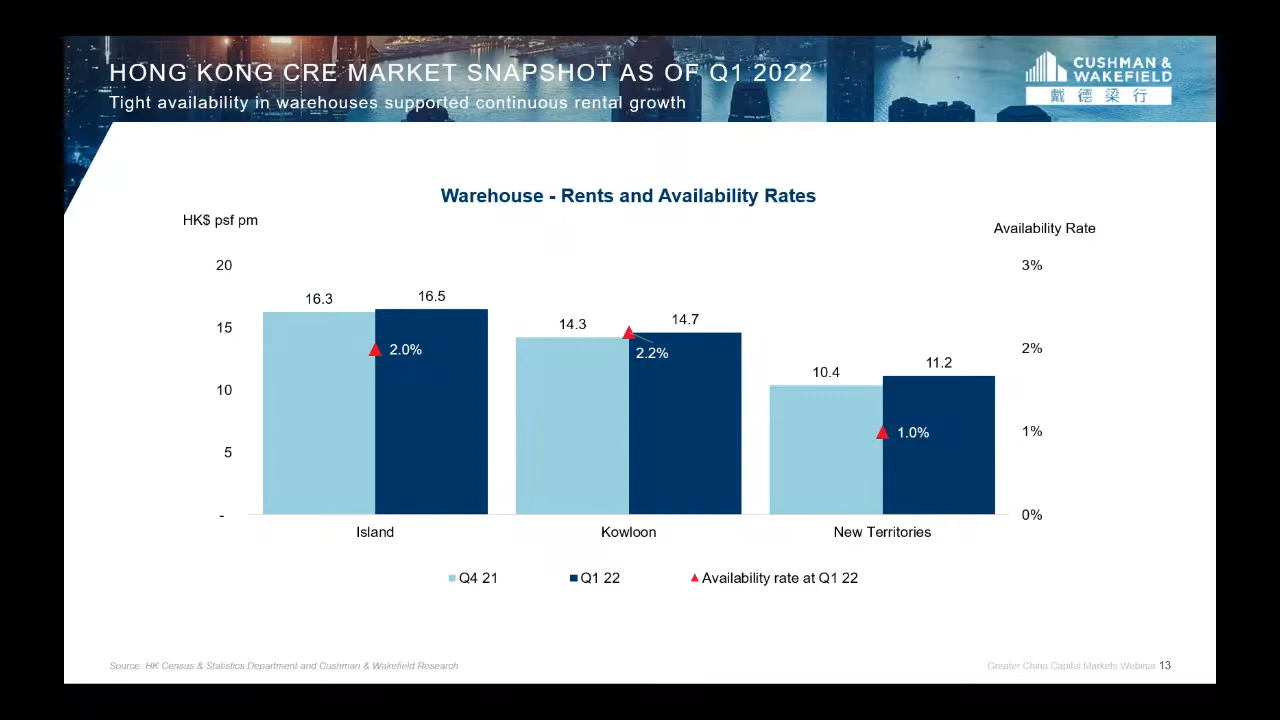 HONG KONG CRE MARKET SNAPSHOT AS OF Q1 2022
Tight availability in warehouses supported continuous rental growth
CUSHMAN &
WAKEFIELD
戴德梁行
Warehouse - Rents and Availability Rates
HK$ psf pm
Availability Rate
20
15
10
5
-
16.3
16.5
2.0%
14.3
14.7
2.2%
10.4
11.2
1.0%
3%
2%
1%
0%
Island
Kowloon
New Territories
Q4 21
Q1 22
Availability rate at Q1 22
Source: HK Census & Statistics Department and Cushman & Wakefield Research
Greater China Capital Markets Webinar 13